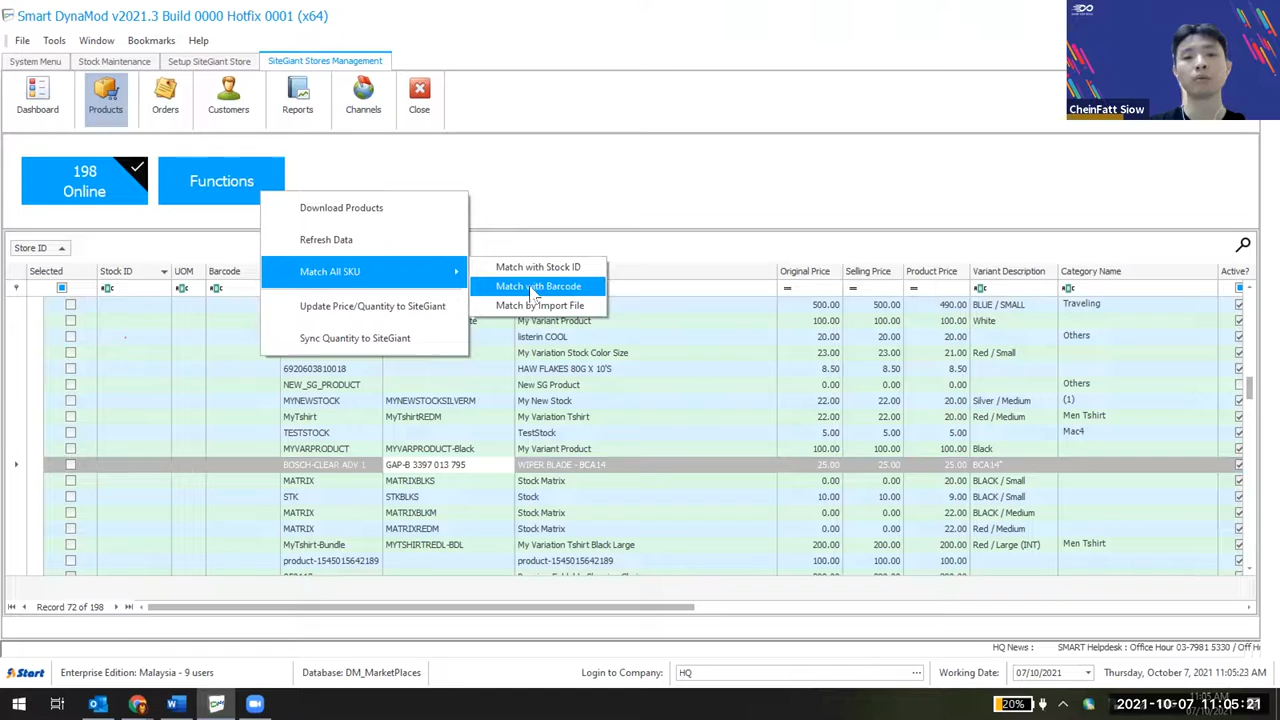 Smart DynaMod v2021.3 Build 0000 Hotfix 0001 (x64)
File Tools Window Bookmarks Help
System Menu Stock Maintenance Setup SiteGiant Store SiteGiant Stores Management
Dashboard Products Orders Customers Reports Channels Close
CheinFatt Siow
198
Online
Functions
Download Products
Refresh Data
Match All SKU
Update Price/Quantity to SiteGiant
Sync Quantity to SiteGiant
Match with Stock ID
Match with Barcode
Match by Import File
Store ID
Selected Stock ID UOM Barcode Original Price Selling Price Product Price Variant Description Category Name Active?
500.00 500.00 490.00 BLUE / SMALL Traveling
My Variant Product 100.00 100.00 100.00 White
listerin COOL 20.00 20.00 20.00 Others
My Variation Stock Color Size 23.00 23.00 21.00 Red / Small
6920603810018 HAW FLAKES 80G X 10'S 8.50 8.50 8.50
NEW_SG_PRODUCT New SG Product 0.00 0.00 0.00 Others
MYNEWSTOCK MYNEWSTOCKSILVERM My New Stock 22.00 22.00 20.00 Silver / Medium (1)
MyTshirt MyTshirtREDM My Variation Tshirt 22.00 22.00 20.00 Red / Medium Men Tshirt
TESTSTOCK TestStock 5.00 5.00 5.00 Mac4
MYVARPRODUCT MYVARPRODUCT-Black My Variant Product 100.00 100.00 100.00 Black
BOSCH-CLEAR ADV 1 GAP-B 3397 013 795 WIPER BLADE - BCA14 25.00 25.00 25.00 BCA14"
MATRIX MATRIXBLKS Stock Matrix 0.00 0.00 20.00 BLACK / Small
STK STKBLKS Stock 10.00 10.00 9.00 BLACK / Small
MATRIX MATRIXBLKM Stock Matrix 0.00 0.00 22.00 BLACK / Medium
MATRIX MATRIXREDM Stock Matrix 0.00 0.00 22.00 Red / Medium
MyTshirt-Bundle MYTSHIRTREDL-BDL My Variation Tshirt Black Large 200.00 200.00 200.00 Red / Large (INT) Men Tshirt
product-1545015642189 product-1545015642189 100.00 100.00 100.00
Record 72 of 198
HQ News : SMART Helpdesk : Office Hour 03-7981 5330 / Off H
Start Enterprise Edition: Malaysia - 9 users Database:DM_MarketPlaces Login to Company: HQ Working Date: 07/10/2021 Thursday, October 7, 2021 11:05:23 AM
20% 2021-10-07 11:05:21